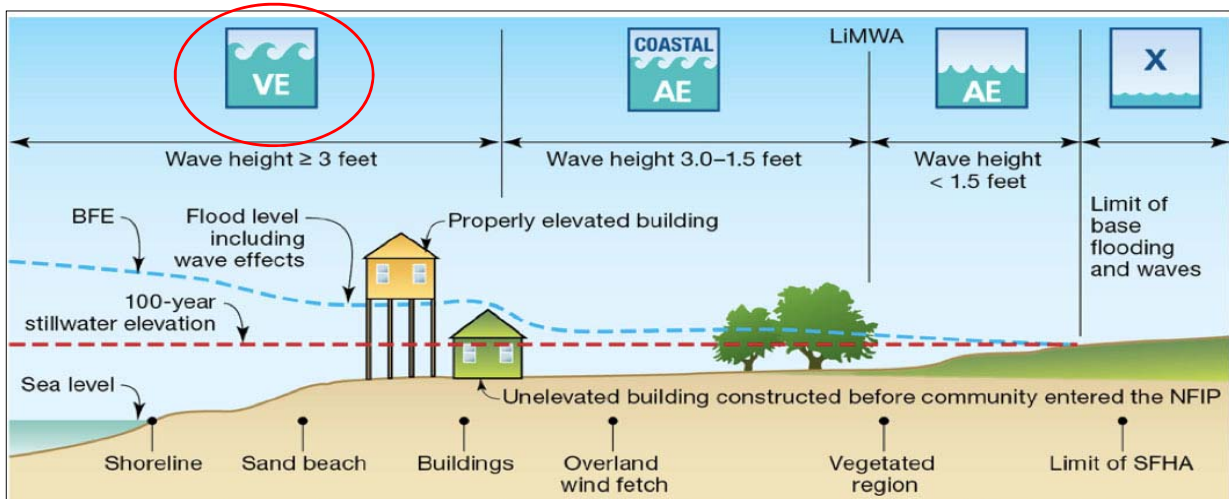 VE
COASTAL
AE
LiMWA
AE
X
Wave height ≥ 3 feet
Wave height 3.0–1.5 feet
Wave height
< 1.5 feet
BFE
Flood level
including
wave effects
Properly elevated building
Limit of
base
flooding
and waves
100-year
stillwater elevation
Sea level
Unelevated building constructed before community entered the NFIP
Shoreline
Sand beach
Buildings
Overland
wind fetch
Vegetated
region
Limit of SFHA